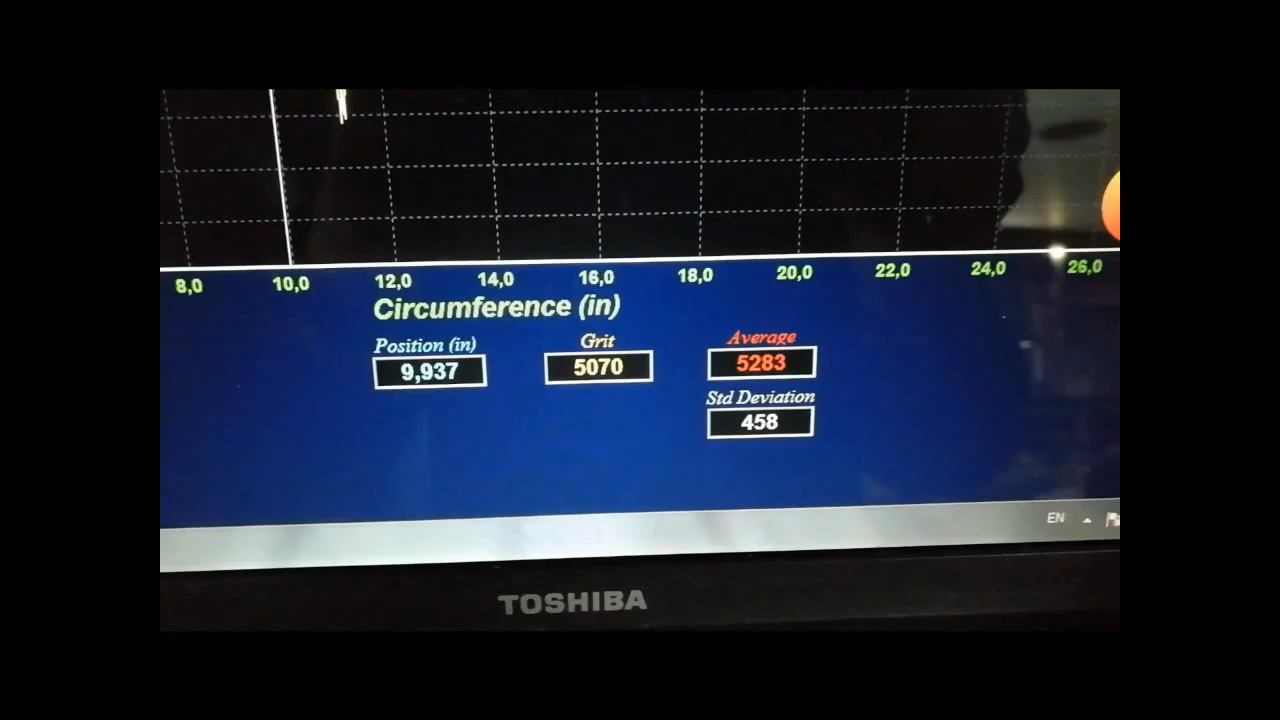 8,0 10,0 12,0 14,0 16,0 18,0 20,0 22,0 24,0 26,0
Circumference (in)
Position (in) Grit Average
9,937 5070 5283
Std Deviation
458
EN
TOSHIBA